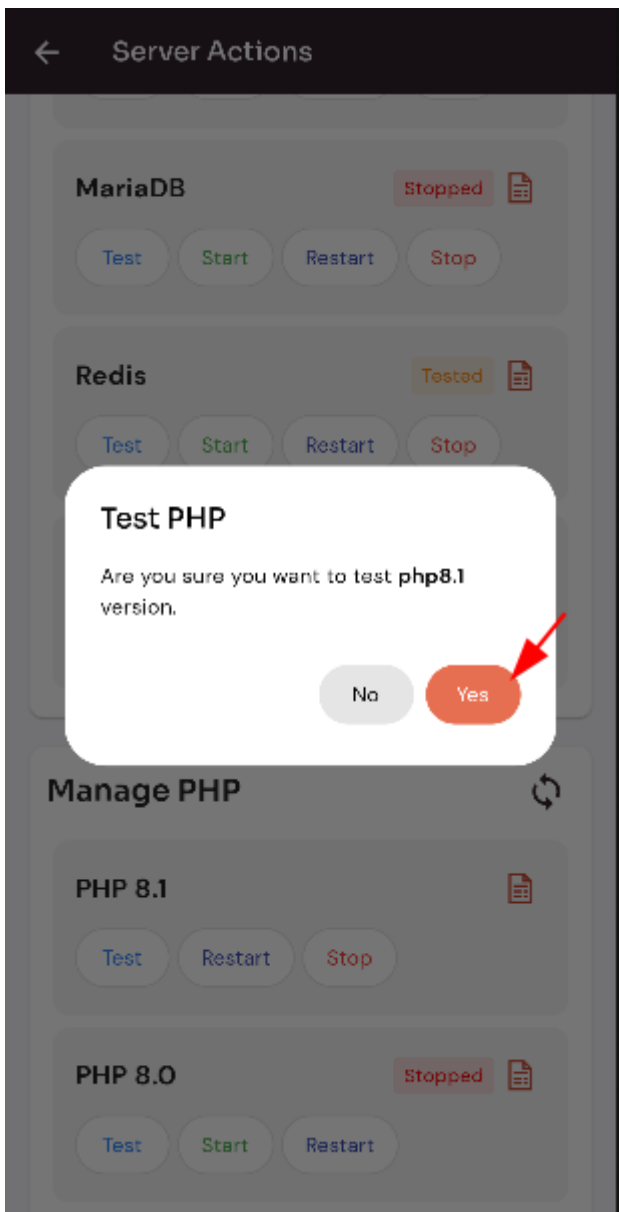 Server Actions
MariaDB Stopped
Test Start Restart Stop
Redis Tested
Test Start Restart Stop
Test PHP
Are you sure you want to test php8.1
version.
No Yes
Manage PHP
PHP 8.1
Test Restart Stop
PHP 8.0 Stopped
Test Start Restart